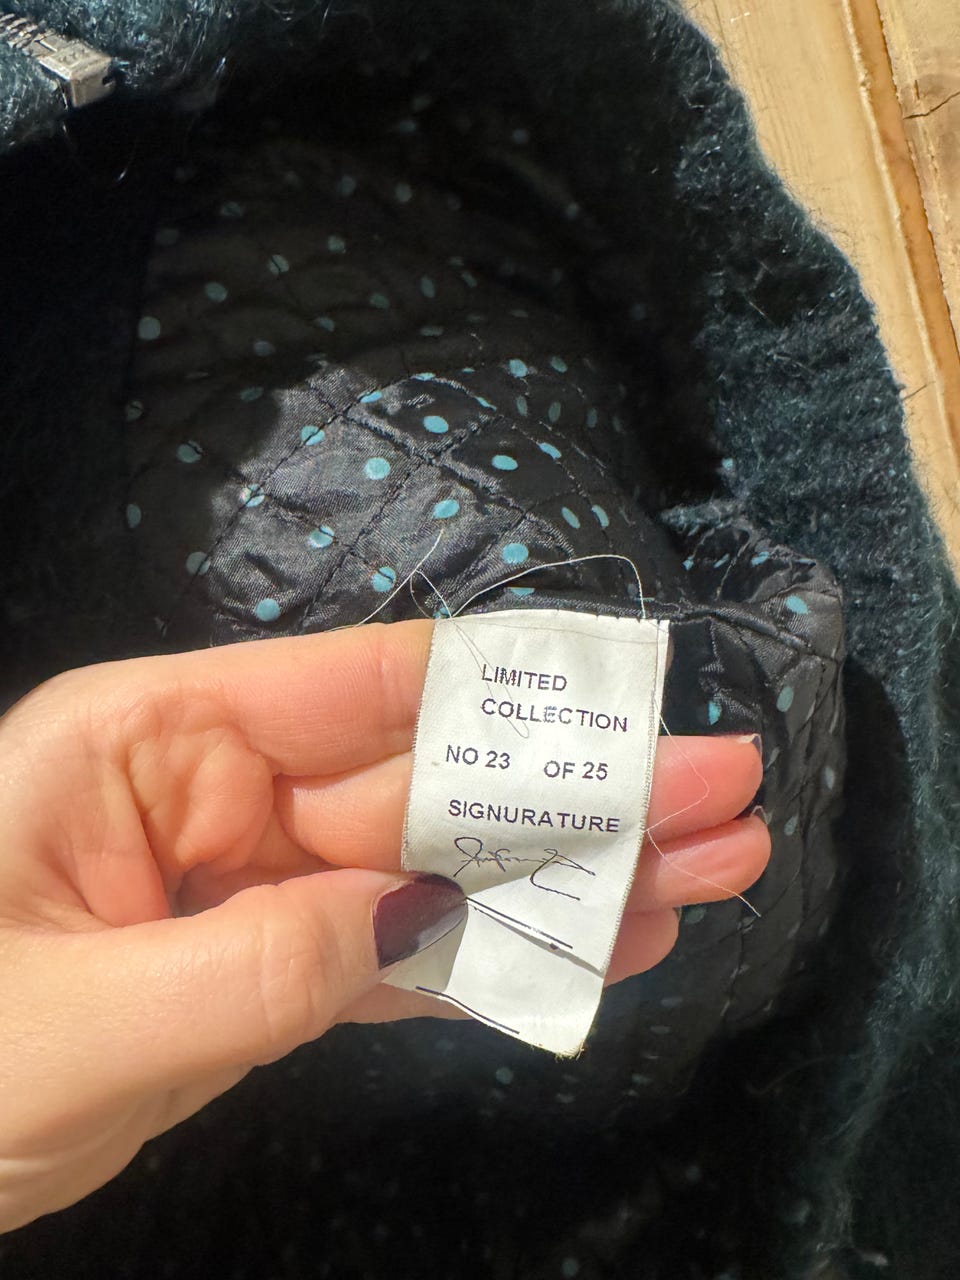 LIMITED
COLLECTION
NO 23 OF 25
SIGNURATURE